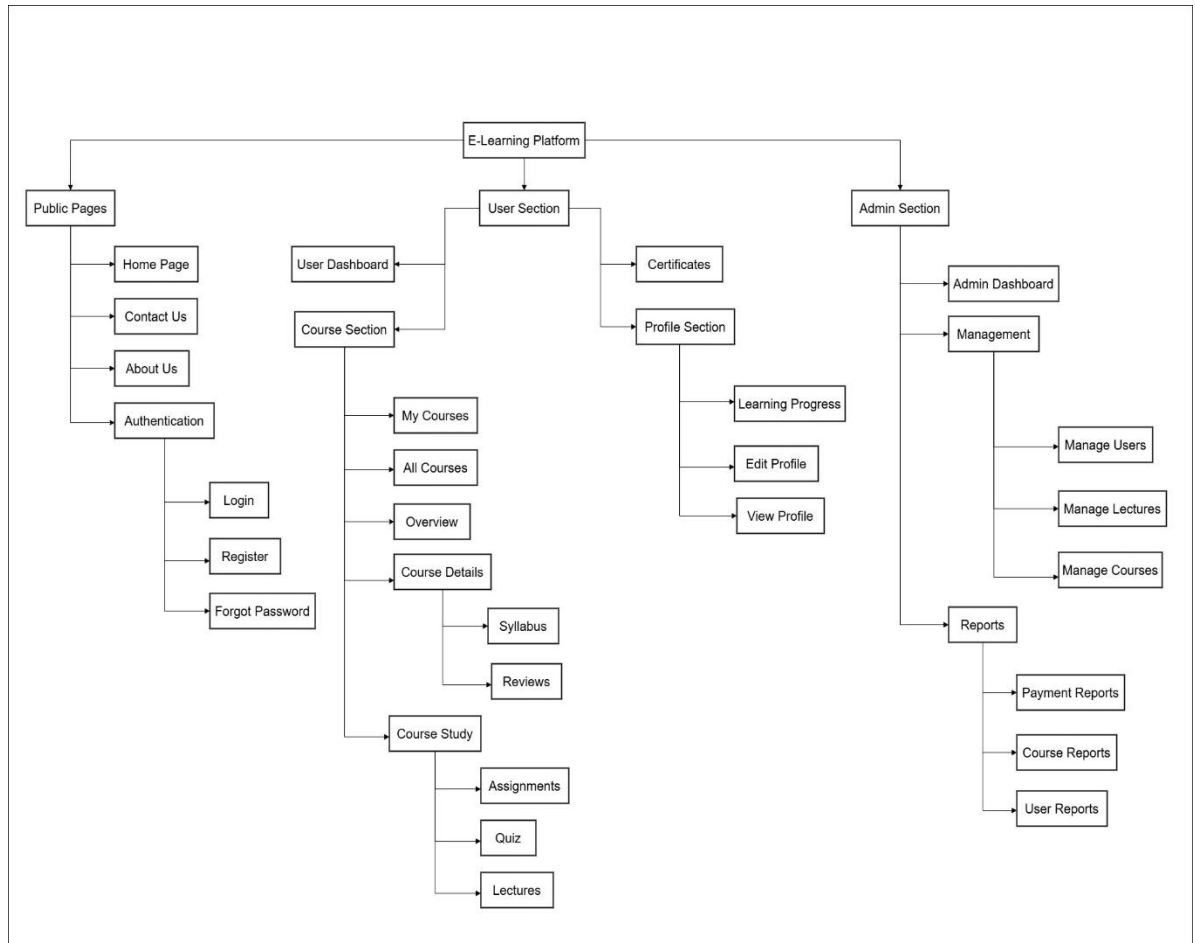 E-Learning Platform
Public Pages
User Section
Admin Section
Home Page
Contact Us
About Us
Authentication
Login
Register
Forgot Password
User Dashboard
Course Section
My Courses
All Courses
Overview
Course Details
Syllabus
Reviews
Course Study
Assignments
Quiz
Lectures
Certificates
Profile Section
Learning Progress
Edit Profile
View Profile
Admin Dashboard
Management
Manage Users
Manage Lectures
Manage Courses
Reports
Payment Reports
Course Reports
User Reports